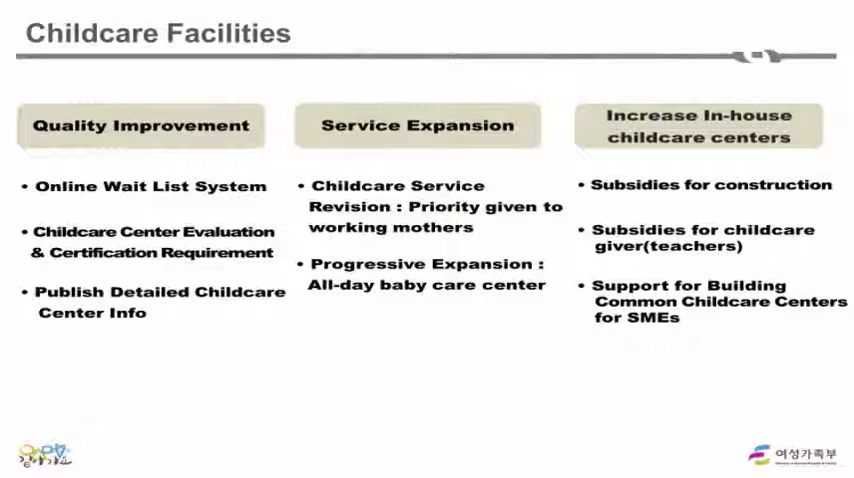 Childcare Facilities
Quality Improvement
• Online Wait List System
• Childcare Center Evaluation
& Certification Requirement
• Publish Detailed Childcare
Center Info
Service Expansion
• Childcare Service
Revision : Priority given to
working mothers
• Progressive Expansion :
All-day baby care center
Increase In-house
childcare centers
• Subsidies for construction
• Subsidies for childcare
giver(teachers)
• Support for Building
Common Childcare Centers
for SMEs
여성가족부